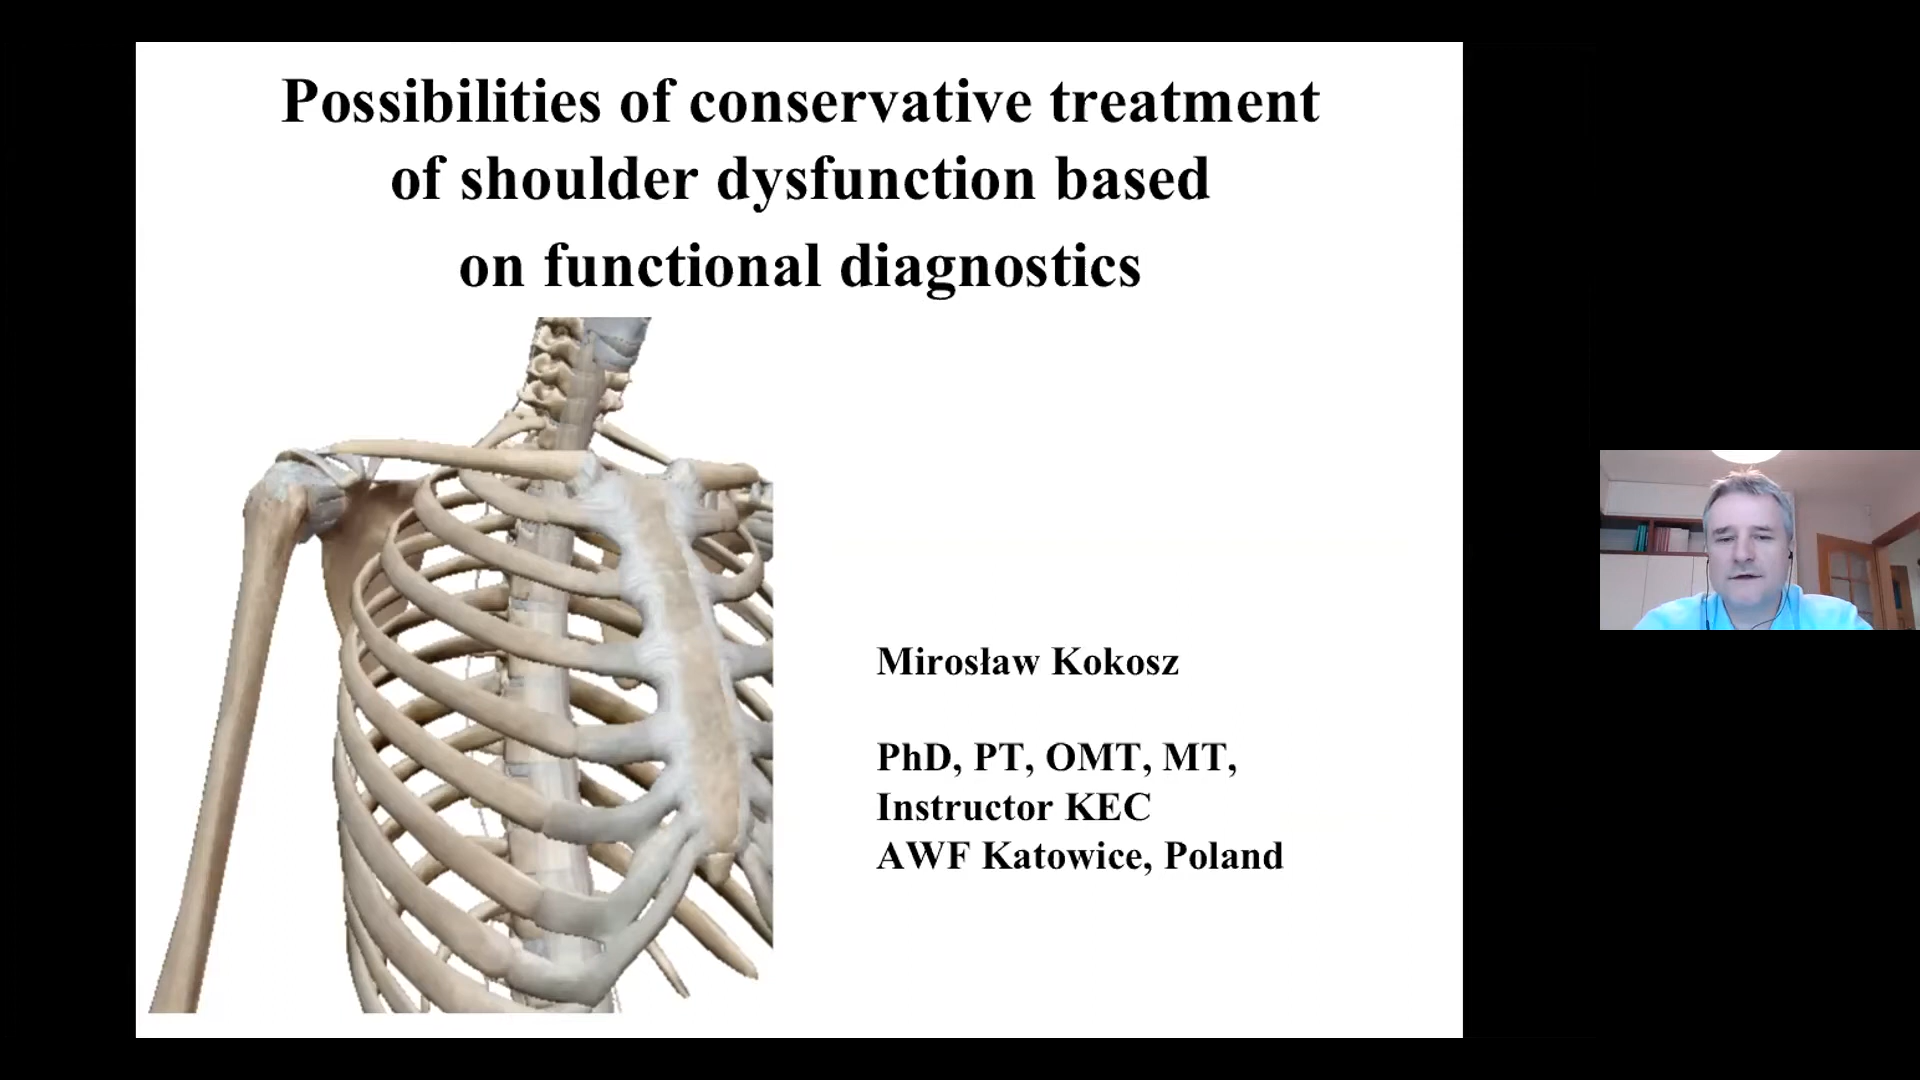 Possibilities of conservative treatment
of shoulder dysfunction based
on functional diagnostics
Mirosław Kokosz
PhD, PT, OMT, MT,
Instructor KEC
AWF Katowice, Poland